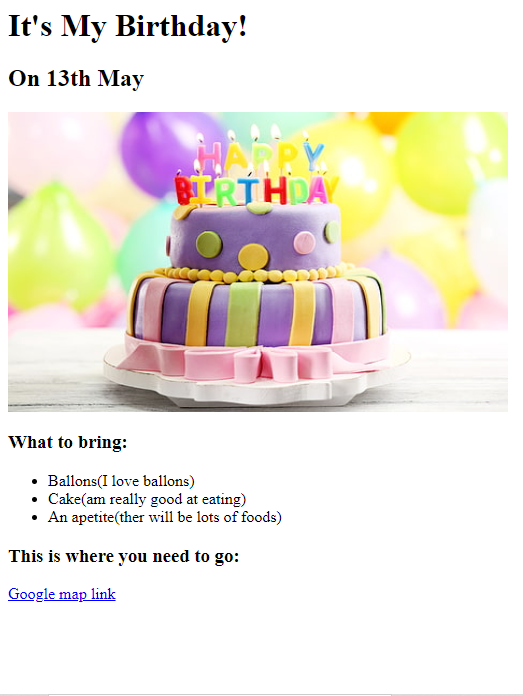 It's My Birthday!
On 13th May
HAPPY
BIRTHDAY
What to bring:
Ballons(I love ballons)
Cake(am really good at eating)
An apetite(ther will be lots of foods)
This is where you need to go:
Google map link